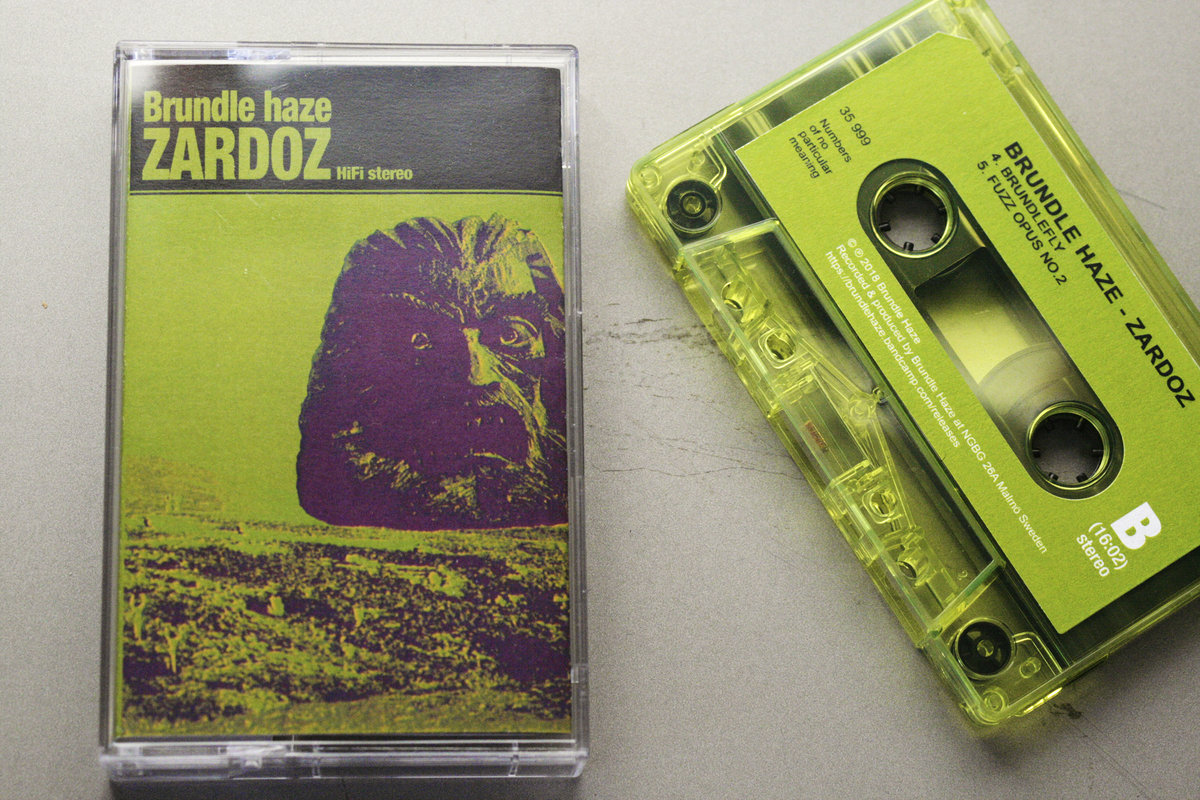 Brundle haze
ZARDOZ HiFi stereo
35 999
Numbers
of no
particular
meaning
BRUNDLE HAZE - ZARDOZ
4. BRUNDLEFLY
5. FUZZ OPUS NO.2
© ℗ 2018 Brundle Haze
Recorded & produced by Brundle Haze at NGBG 26A Malmö Sweden
https://brundlehaze.bandcamp.com/releases
B
(16:02)
stereo